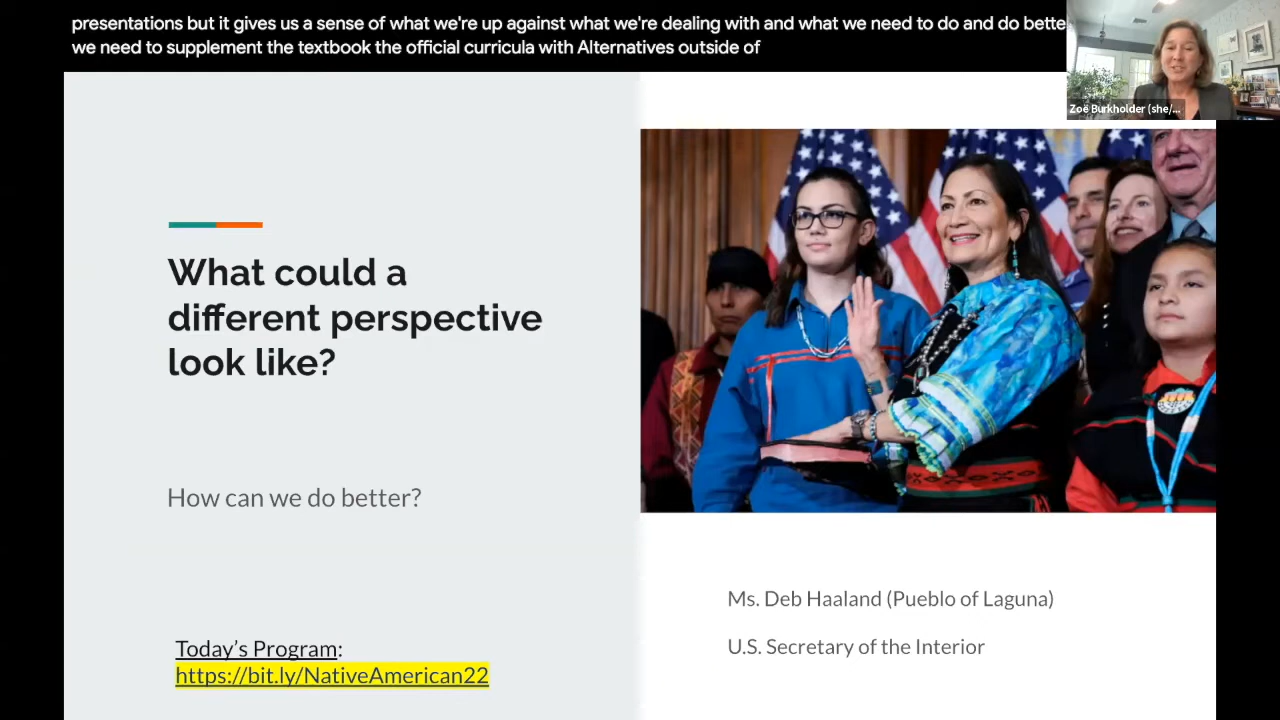 presentations but it gives us a sense of what we're up against what we're dealing with and what we need to do and do bette
we need to supplement the textbook the official curricula with Alternatives outside of
Zoë Burkholder (she/...
What could a
different perspective
look like?
How can we do better?
Ms. Deb Haaland (Pueblo of Laguna)
U.S. Secretary of the Interior
Today's Program:
https://bit.ly/NativeAmerican22